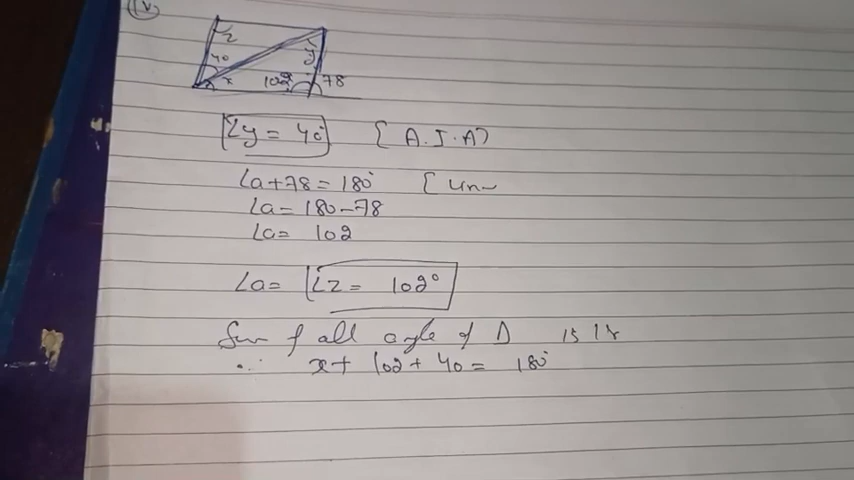 (v)
z
40
y
x
102
78
∠y = 40° [A.I.A]
∠a + 78 = 180° [Un
∠a = 180 - 78
∠a = 102
∠a = ∠z = 102°
Sum of all angle of Δ is 18
∴ x + 102 + 40 = 180°